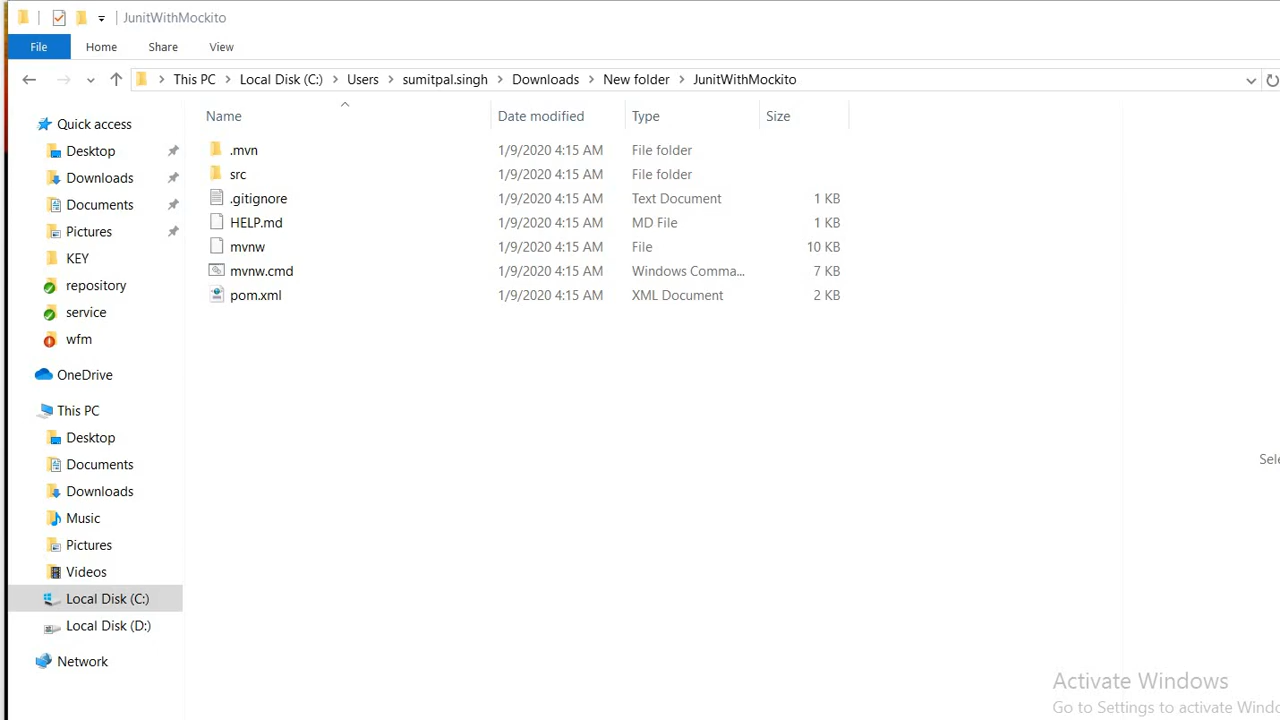 JunitWithMockito
File Home Share View
This PC Local Disk (C:) Users sumitpal.singh Downloads New folder JunitWithMockito
Name Date modified Type Size
.mvn 1/9/2020 4:15 AM File folder
src 1/9/2020 4:15 AM File folder
.gitignore 1/9/2020 4:15 AM Text Document 1 KB
HELP.md 1/9/2020 4:15 AM MD File 1 KB
mvnw 1/9/2020 4:15 AM File 10 KB
mvnw.cmd 1/9/2020 4:15 AM Windows Comma... 7 KB
pom.xml 1/9/2020 4:15 AM XML Document 2 KB
Quick access
Desktop
Downloads
Documents
Pictures
KEY
repository
service
wfm
OneDrive
This PC
Desktop
Documents
Downloads
Music
Pictures
Videos
Local Disk (C:)
Local Disk (D:)
Network
Activate Windows
Go to Settings to activate